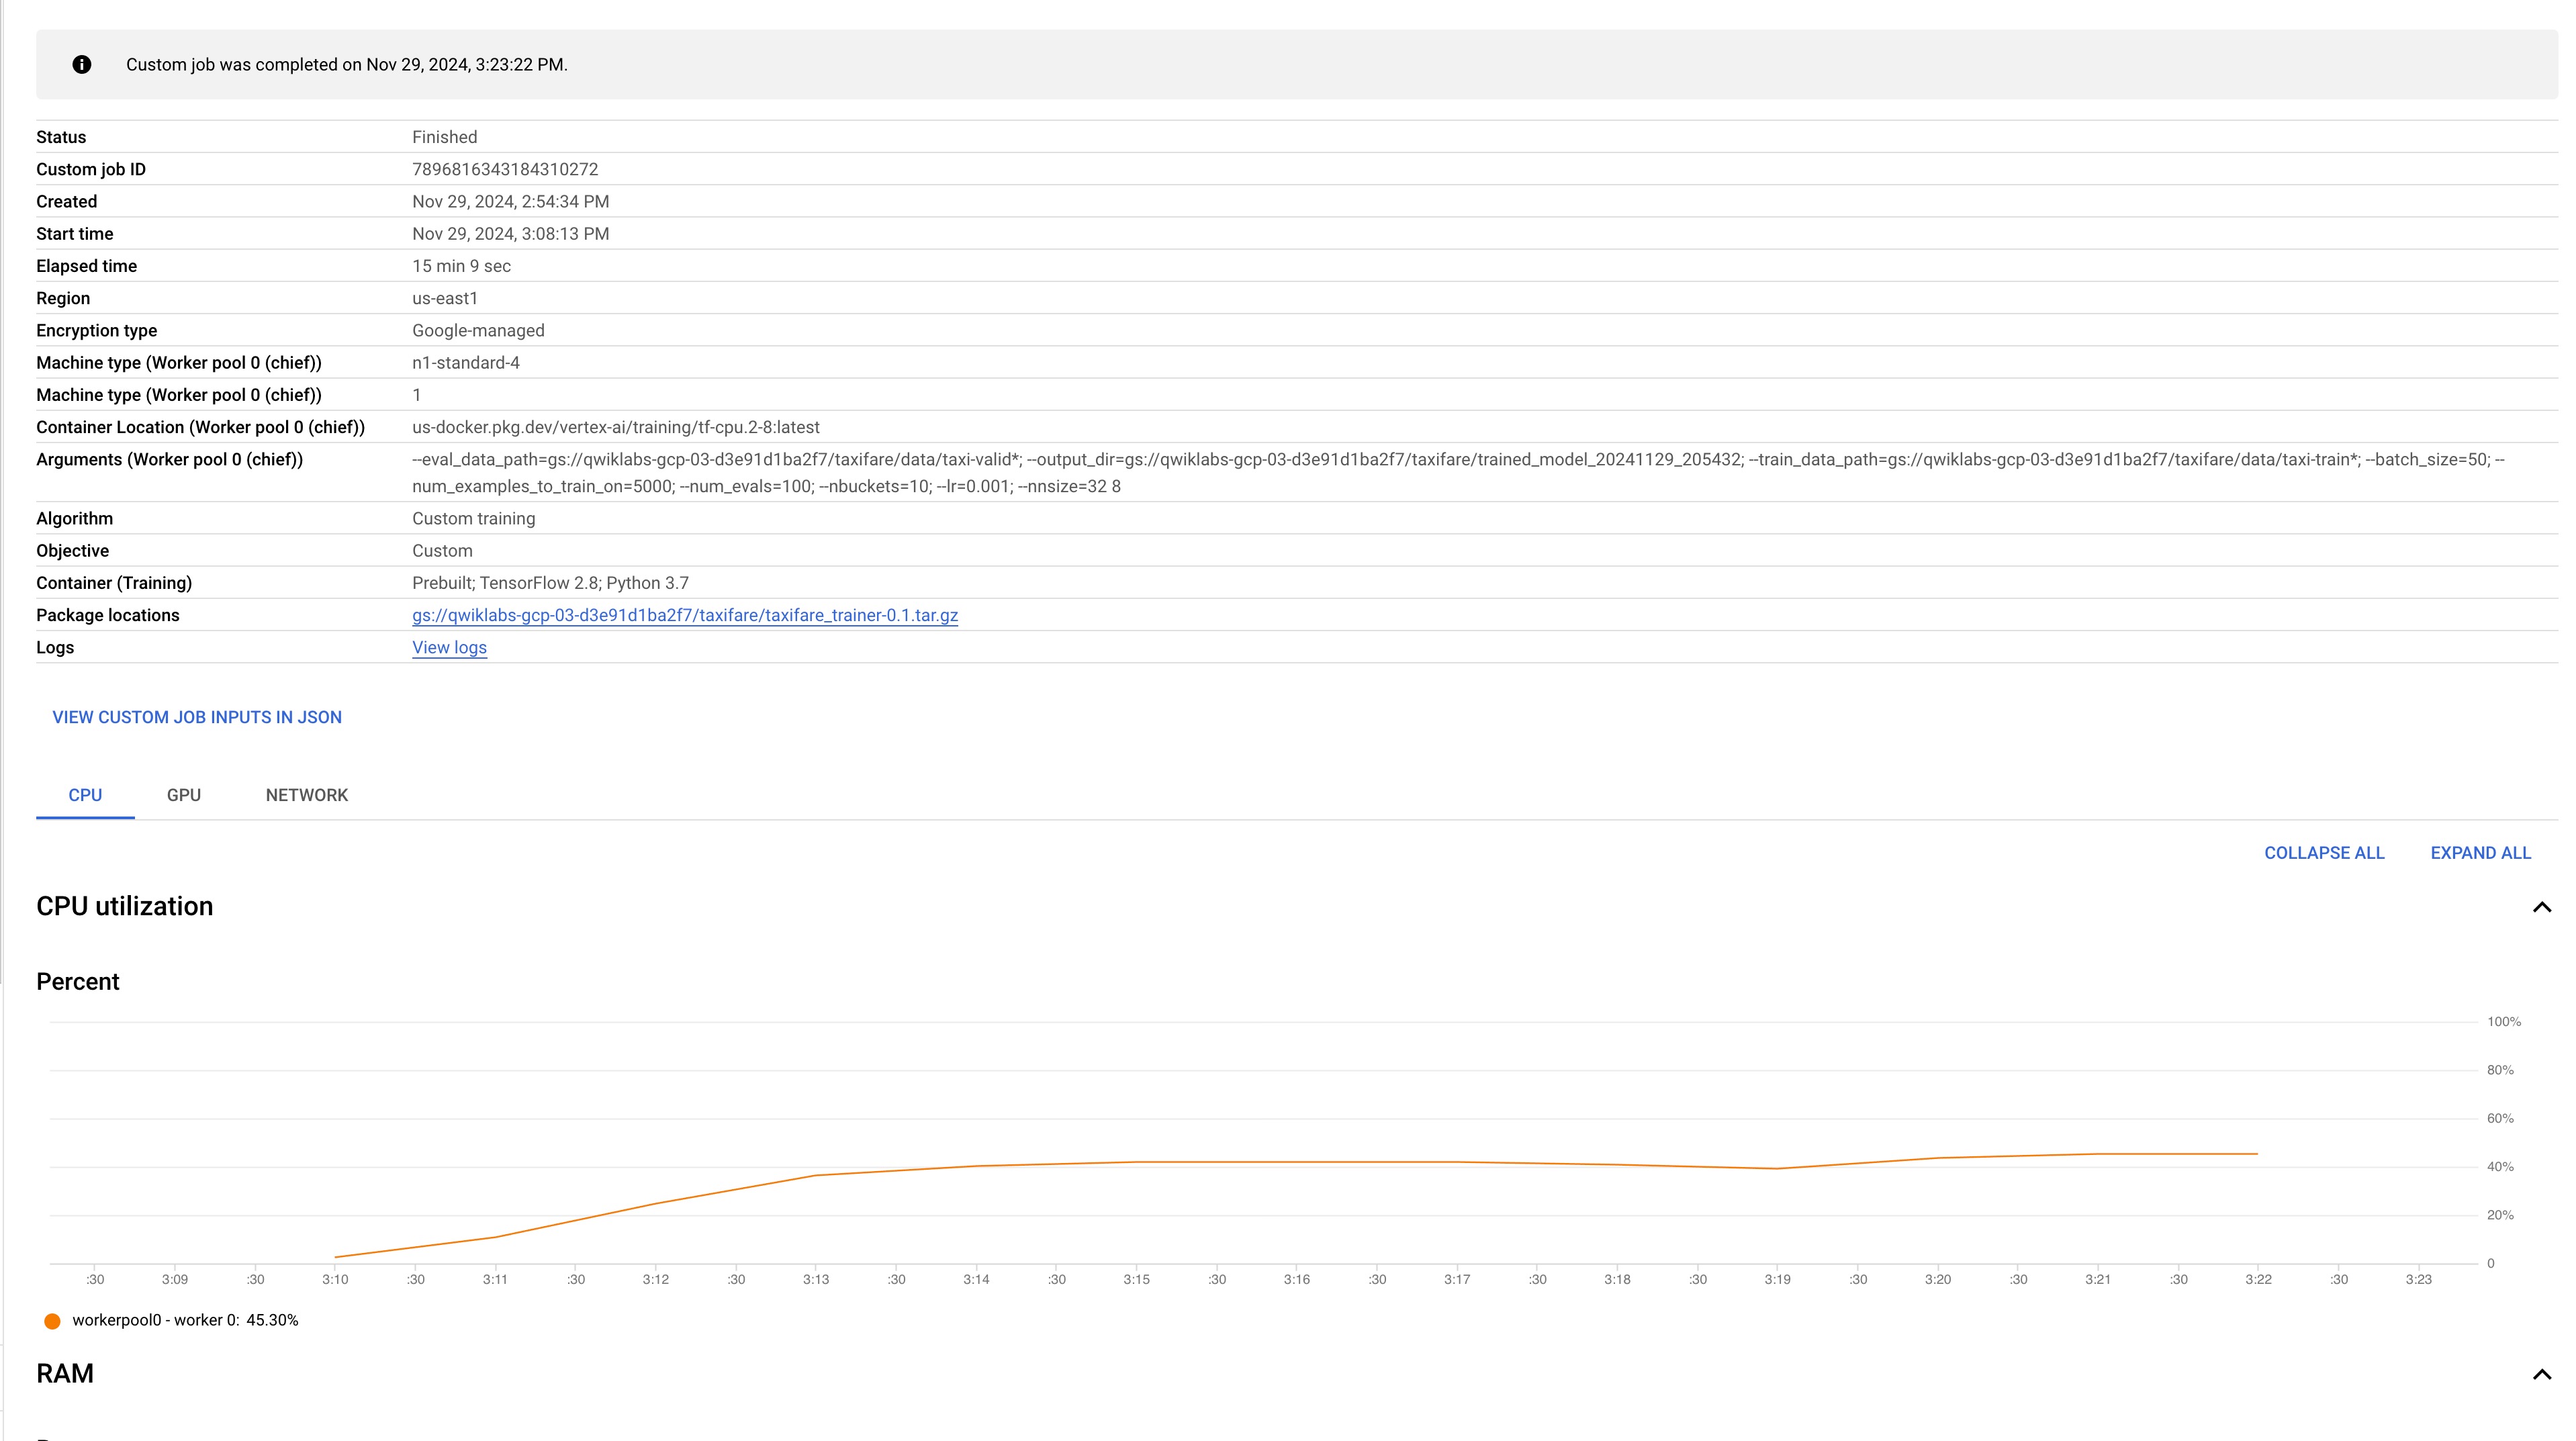 Custom job was completed on Nov 29, 2024, 3:23:22 PM.
Status Finished
Custom job ID 7896816343184310272
Created Nov 29, 2024, 2:54:34 PM
Start time Nov 29, 2024, 3:08:13 PM
Elapsed time 15 min 9 sec
Region us-east1
Encryption type Google-managed
Machine type (Worker pool 0 (chief)) n1-standard-4
Machine type (Worker pool 0 (chief)) 1
Container Location (Worker pool 0 (chief)) us-docker.pkg.dev/vertex-ai/training/tf-cpu.2-8:latest
Arguments (Worker pool 0 (chief)) --eval_data_path=gs://qwiklabs-gcp-03-d3e91d1ba2f7/taxifare/data/taxi-valid*; --output_dir=gs://qwiklabs-gcp-03-d3e91d1ba2f7/taxifare/trained_model_20241129_205432; --train_data_path=gs://qwiklabs-gcp-03-d3e91d1ba2f7/taxifare/data/taxi-train*; --batch_size=50; --
num_examples_to_train_on=5000; --num_evals=100; --nbuckets=10; --lr=0.001; --nnsize=32 8
Algorithm Custom training
Objective Custom
Container (Training) Prebuilt; TensorFlow 2.8; Python 3.7
Package locations gs://qwiklabs-gcp-03-d3e91d1ba2f7/taxifare/taxifare_trainer-0.1.tar.gz
Logs View logs
VIEW CUSTOM JOB INPUTS IN JSON
CPU GPU NETWORK
COLLAPSE ALL EXPAND ALL
CPU utilization
Percent
100%
80%
60%
40%
20%
0
:30 3:09 :30 3:10 :30 3:11 :30 3:12 :30 3:13 :30 3:14 :30 3:15 :30 3:16 :30 3:17 :30 3:18 :30 3:19 :30 3:20 :30 3:21 :30 3:22 :30 3:23
workerpool0 - worker 0: 45.30%
RAM